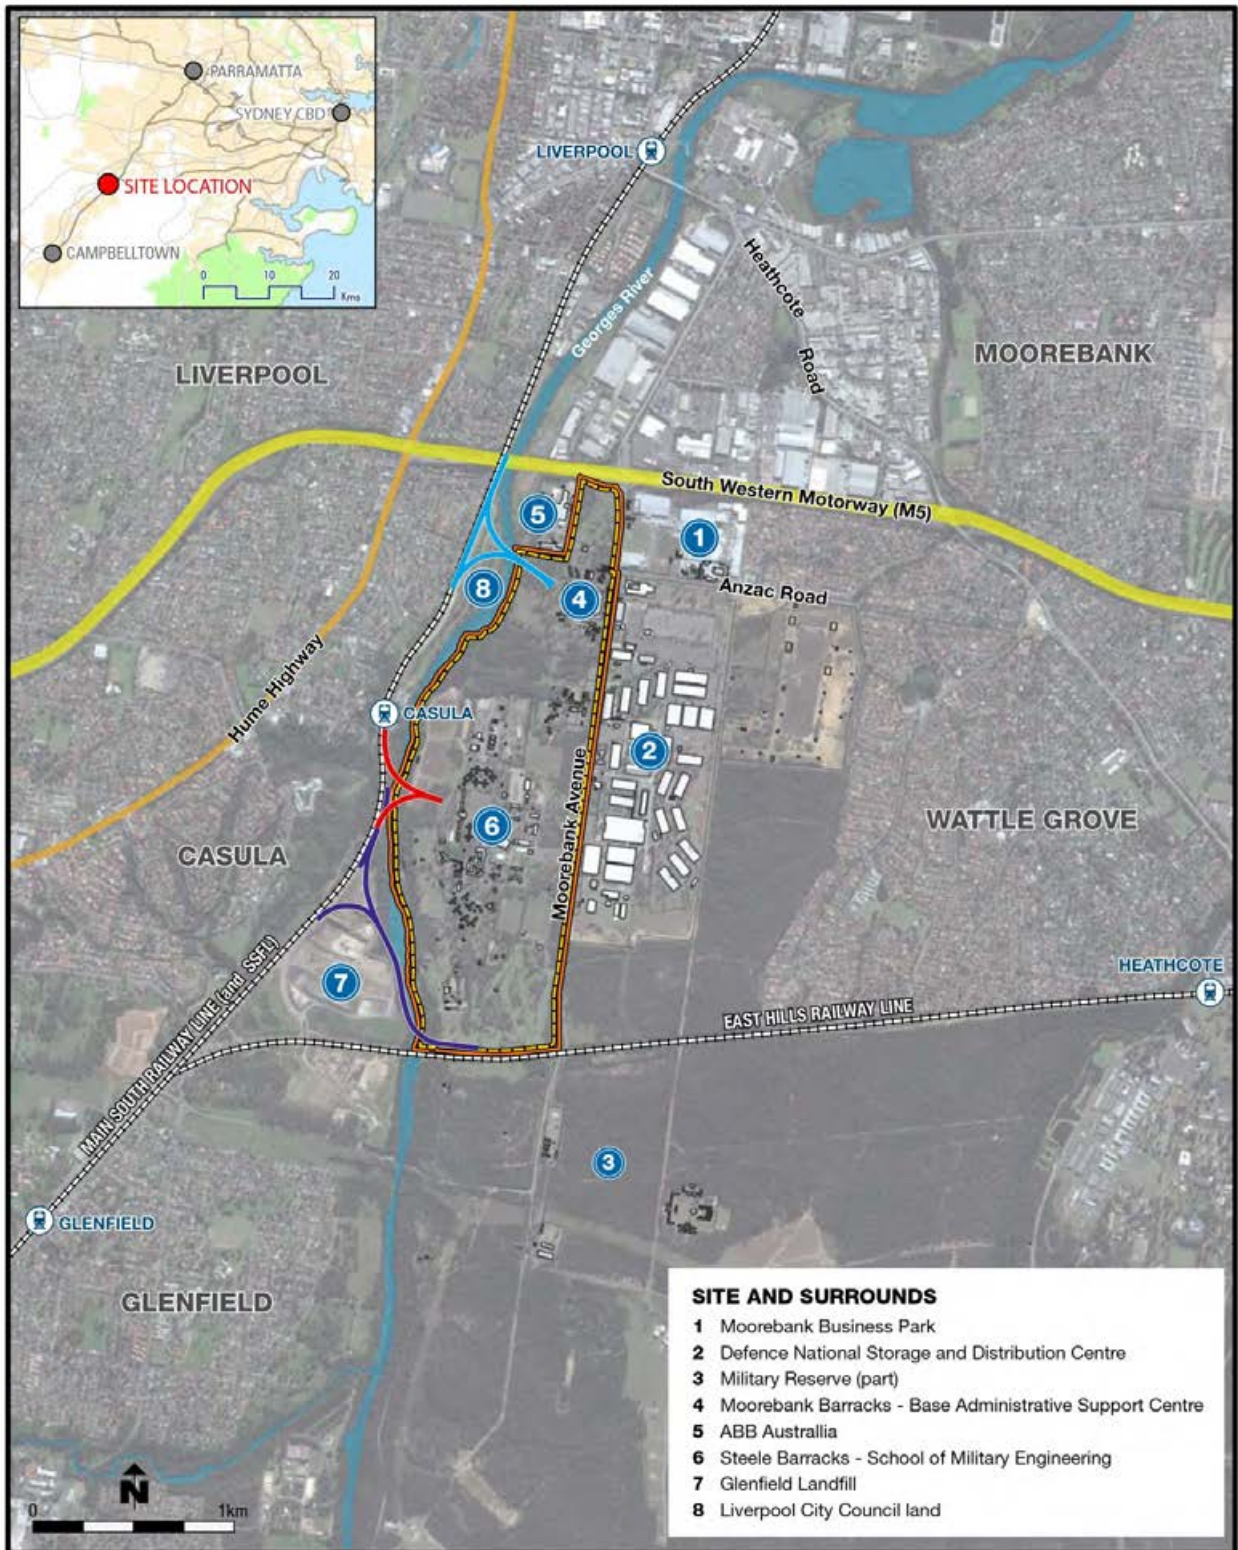 PARRAMATTA
SYDNEY CBD
SITE LOCATION
CAMPBELLTOWN
0 10 20
Kms
LIVERPOOL
Georges River
Heathcote Road
MOOREBANK
LIVERPOOL
South Western Motorway (M5)
5
1
8
4
Anzac Road
Hume Highway
CASULA
2
Moorebank Avenue
6
WATTLE GROVE
CASULA
7
HEATHCOTE
EAST HILLS RAILWAY LINE
MAIN SOUTH RAILWAY LINE (and SSFL)
3
GLENFIELD
GLENFIELD
N
0 1km
SITE AND SURROUNDS
1 Moorebank Business Park
2 Defence National Storage and Distribution Centre
3 Military Reserve (part)
4 Moorebank Barracks - Base Administrative Support Centre
5 ABB Australlia
6 Steele Barracks - School of Military Engineering
7 Glenfield Landfill
8 Liverpool City Council land